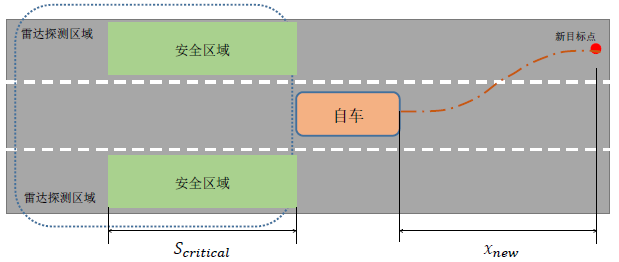 雷达探测区域
安全区域
新目标点
自车
安全区域
雷达探测区域
S_critical
x_new